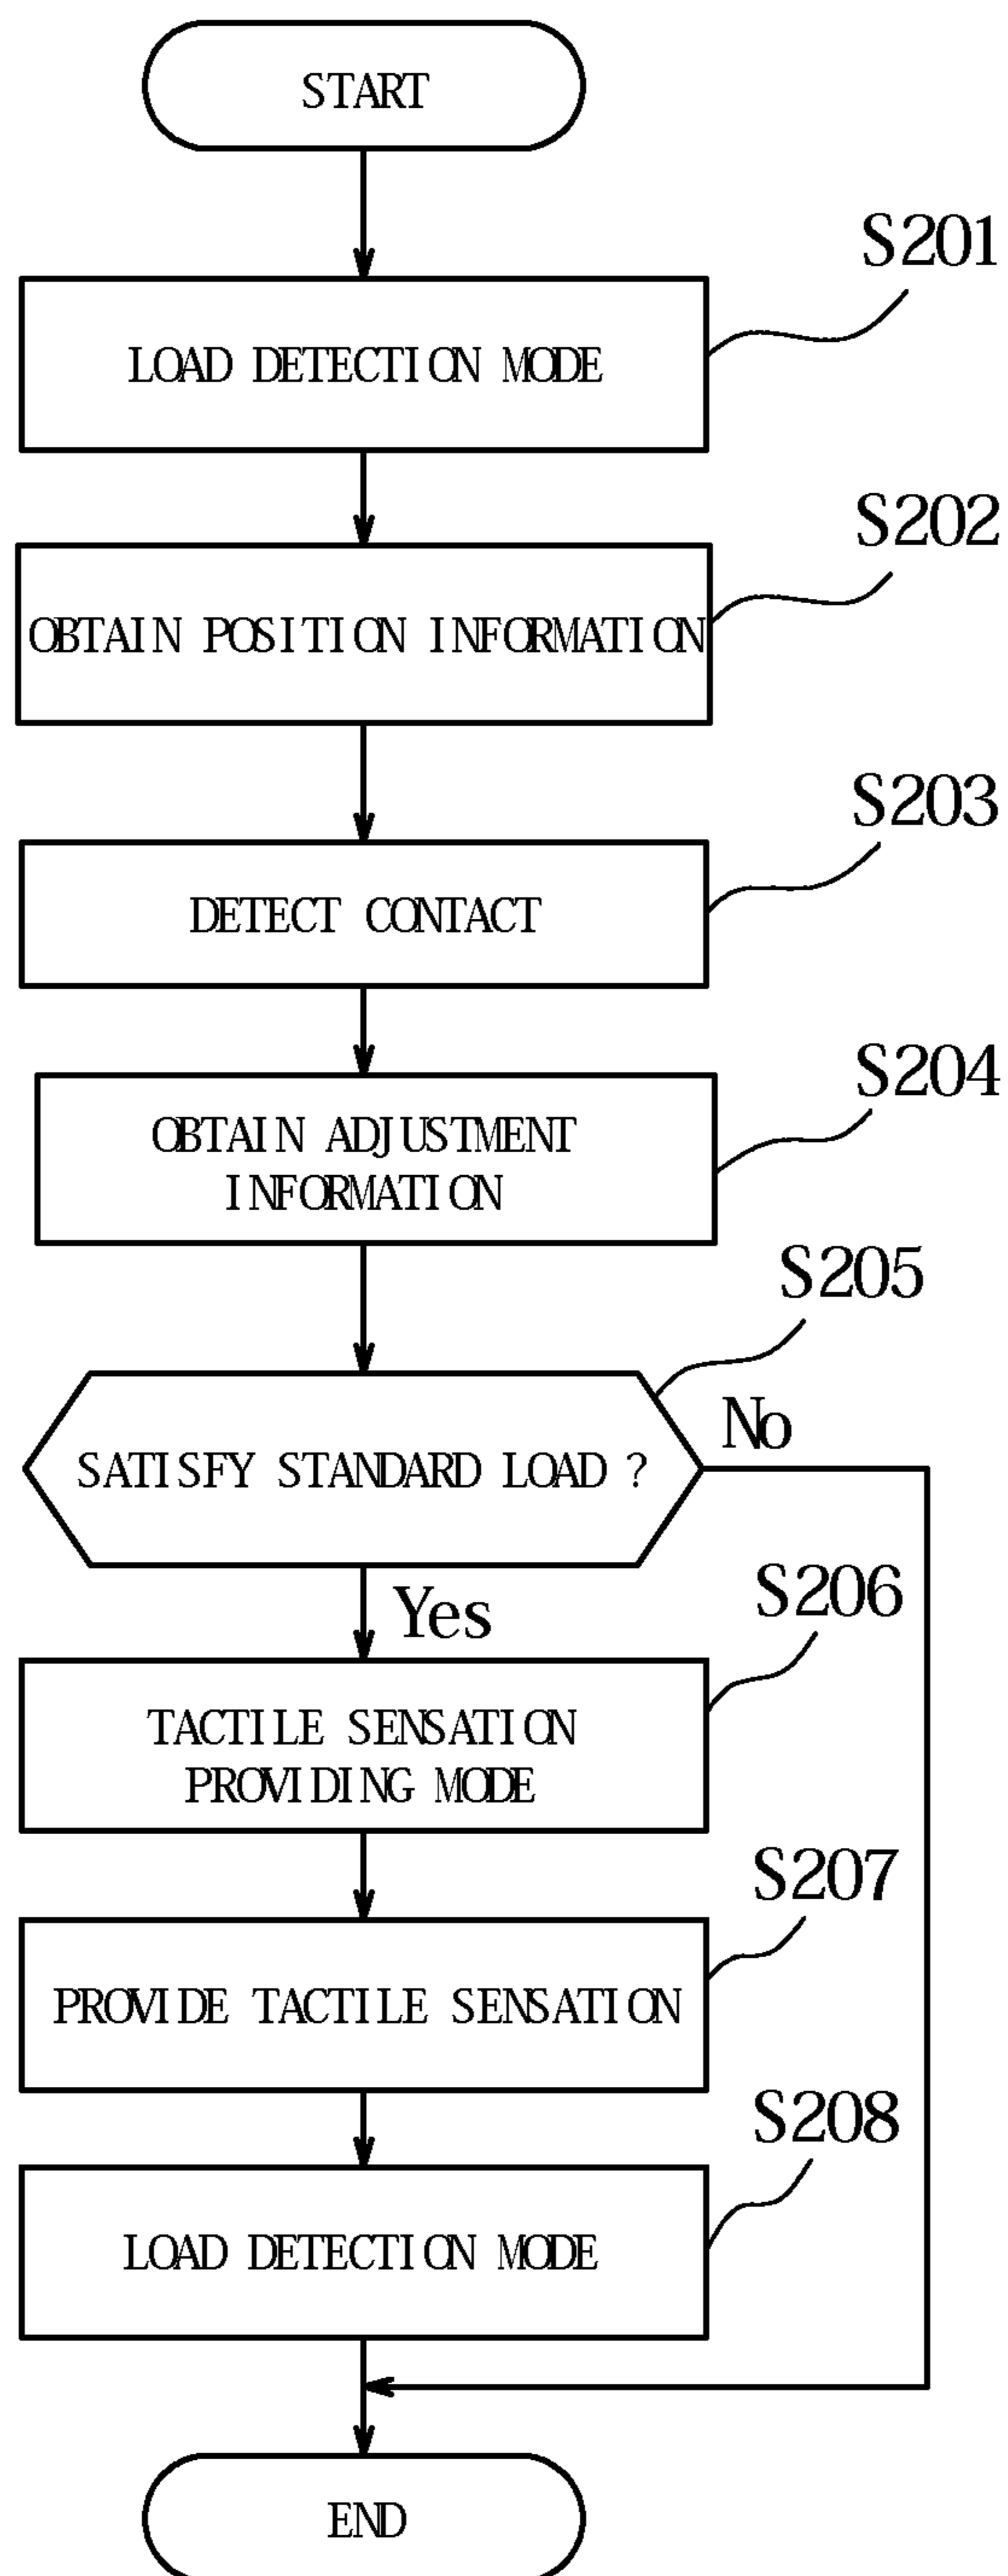 START
S201
LOAD DETECTION MODE
S202
OBTAIN POSITION INFORMATION
S203
DETECT CONTACT
S204
OBTAIN ADJUSTMENT
INFORMATION
S205
SATISFY STANDARD LOAD ?
No
Yes
S206
TACTILE SENSATION
PROVIDING MODE
S207
PROVIDE TACTILE SENSATION
S208
LOAD DETECTION MODE
END